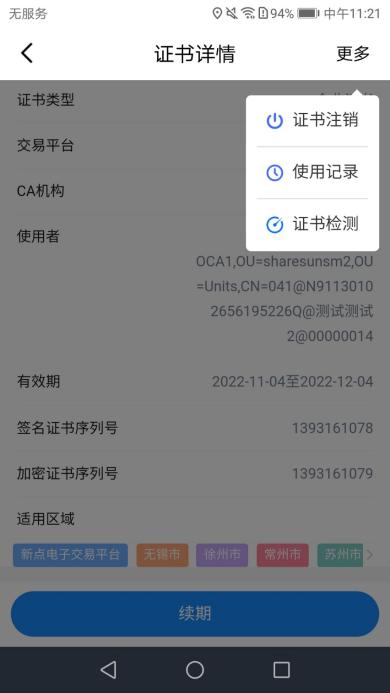 无服务 94% 中午11:21
证书详情 更多
证书类型
证书注销
交易平台
使用记录
CA机构
证书检测
使用者
OCA1,OU=sharesunsm2,OU
=Units,CN=041@N9113010
2656195226Q@测试测试
2@00000014
有效期 2022-11-04至2022-12-04
签名证书序列号 1393161078
加密证书序列号 1393161079
适用区域
新点电子交易平台 无锡市 徐州市 常州市 苏州市
续期